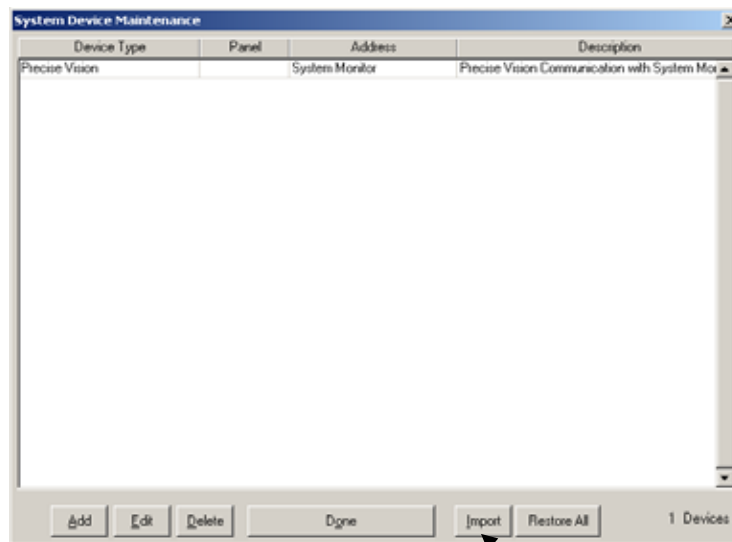 System Device Maintenance
Device Type Panel Address Description
Precise Vision System Monitor Precise Vision Communication with System Mo
Add Edit Delete Done Import Restore All 1 Devices